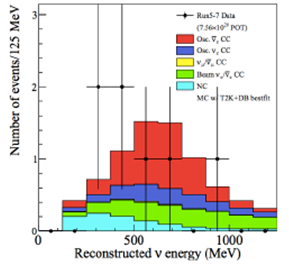 3
Run5-7 Data
(7.56×10²⁰ POT)
Osc. ν̄ₑ CC
Osc. νₑ CC
νμ/ν̄μ CC
Beam νₑ/ν̄ₑ CC
NC
MC w/ T2K+DB bestfit
2
1
0
0
500
1000
Number of events/125 MeV
Reconstructed ν energy (MeV)